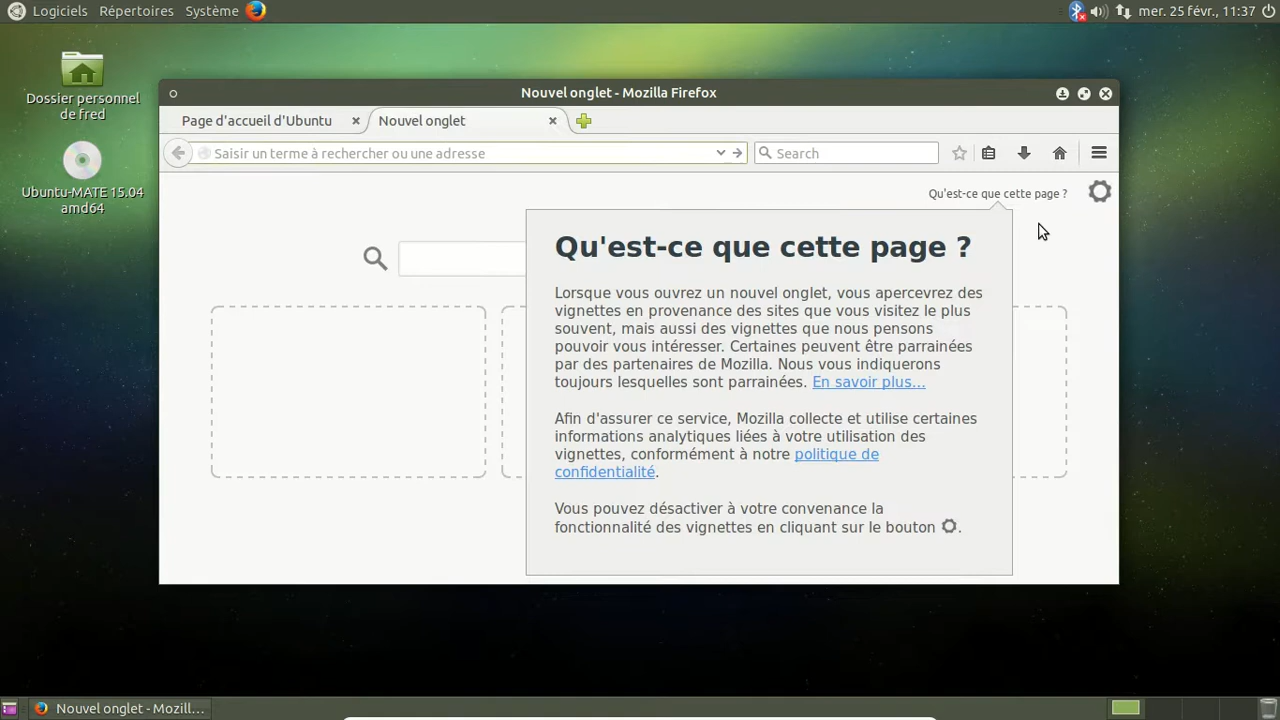 Logiciels Répertoires Système
mer. 25 févr., 11:37
Dossier personnel
de fred
Ubuntu-MATE 15.04
amd64
Nouvel onglet - Mozilla Firefox
Page d'accueil d'Ubuntu
Nouvel onglet
Saisir un terme à rechercher ou une adresse
Search
Qu'est-ce que cette page ?
Qu'est-ce que cette page ?
Lorsque vous ouvrez un nouvel onglet, vous apercevrez des
vignettes en provenance des sites que vous visitez le plus
souvent, mais aussi des vignettes que nous pensons
pouvoir vous intéresser. Certaines peuvent être parrainées
par des partenaires de Mozilla. Nous vous indiquerons
toujours lesquelles sont parrainées. En savoir plus…
Afin d'assurer ce service, Mozilla collecte et utilise certaines
informations analytiques liées à votre utilisation des
vignettes, conformément à notre politique de
confidentialité.
Vous pouvez désactiver à votre convenance la
fonctionnalité des vignettes en cliquant sur le bouton .
Nouvel onglet - Mozill…